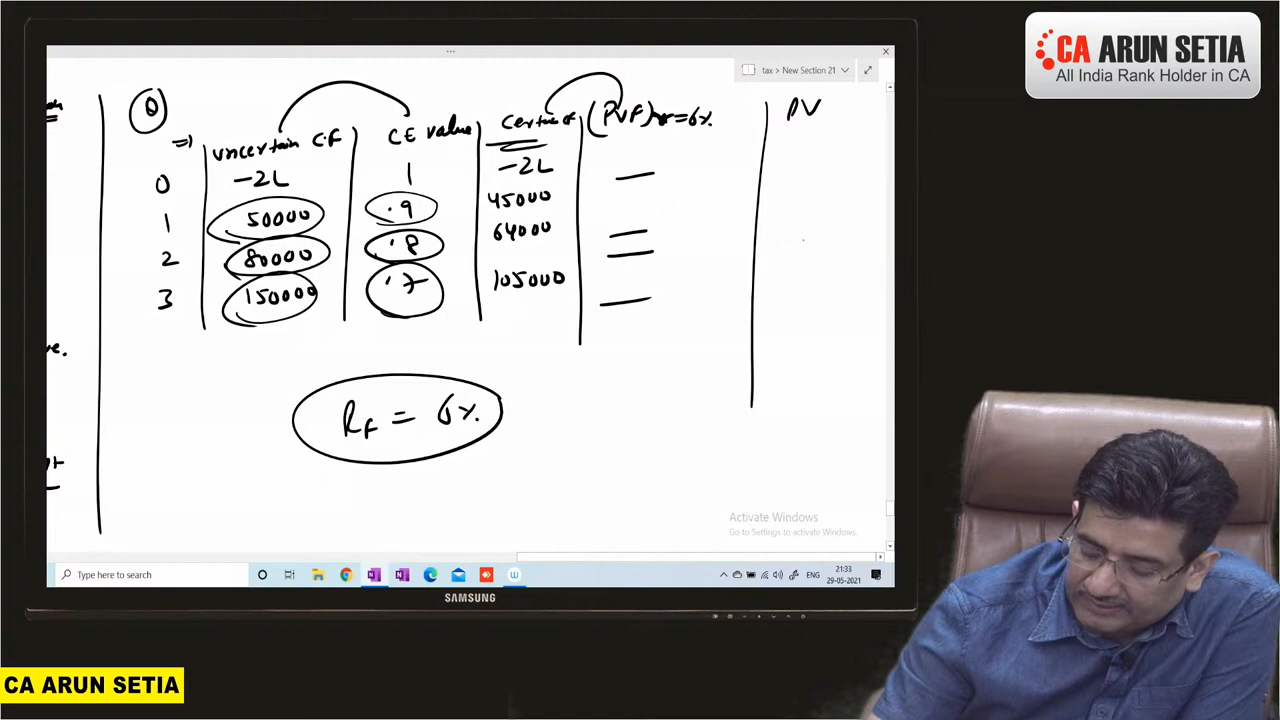 CA ARUN SETIA
All India Rank Holder in CA
...
tax > New Section 21
Q
⇒ uncertain C.F CE value Certain cf (PVF) r=6% PV
0 -2L 1 -2L —
1 50000 .9 45000 —
2 80000 .8 64000 —
3 150000 .7 105000 —
ve.
RF = 6%
Activate Windows
Go to Settings to activate Windows.
Type here to search
ENG
21:33
29-05-2021
SAMSUNG
CA ARUN SETIA